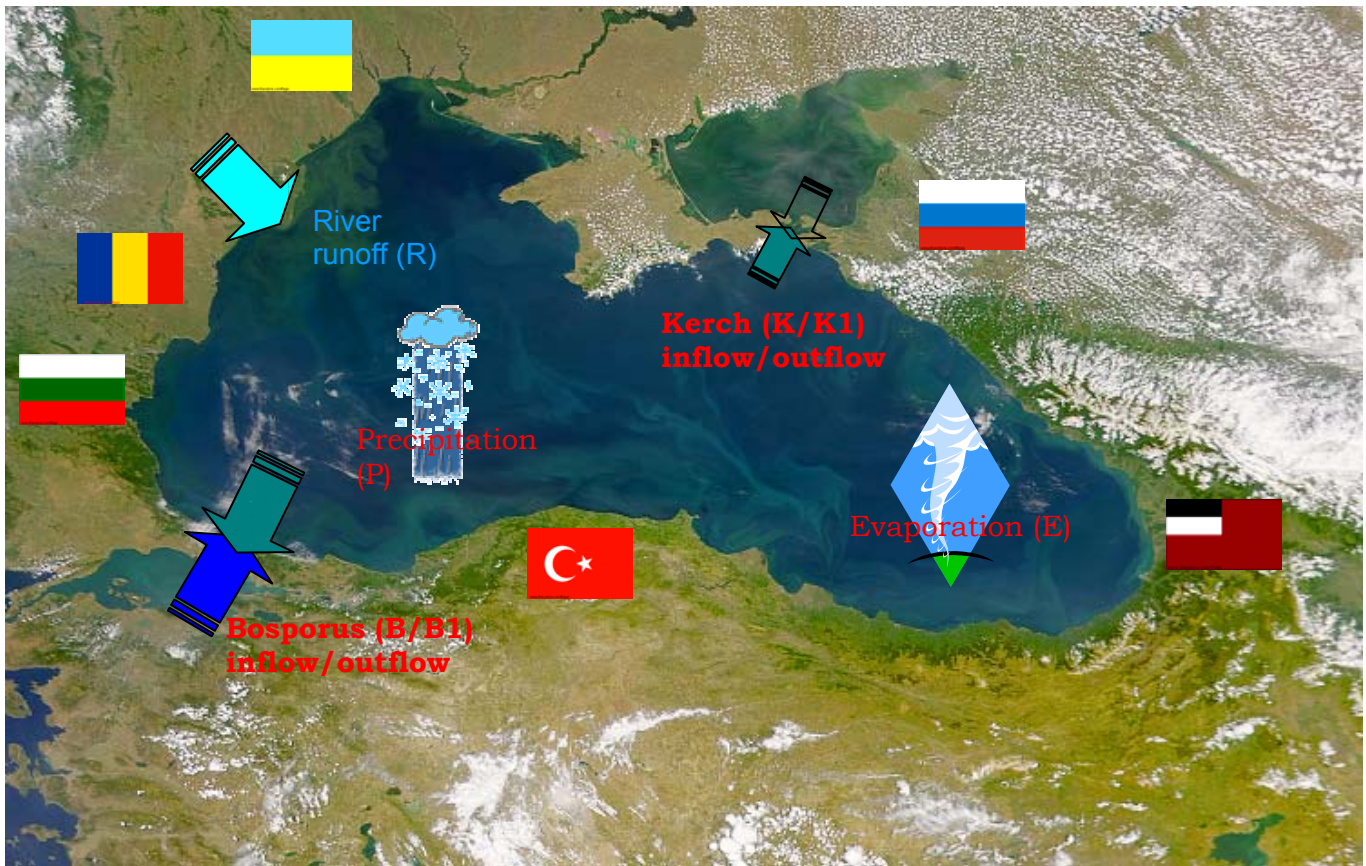 River
runoff (R)
Kerch (K/K1)
inflow/outflow
Precipitation
(P)
Evaporation (E)
Bosporus (B/B1)
inflow/outflow